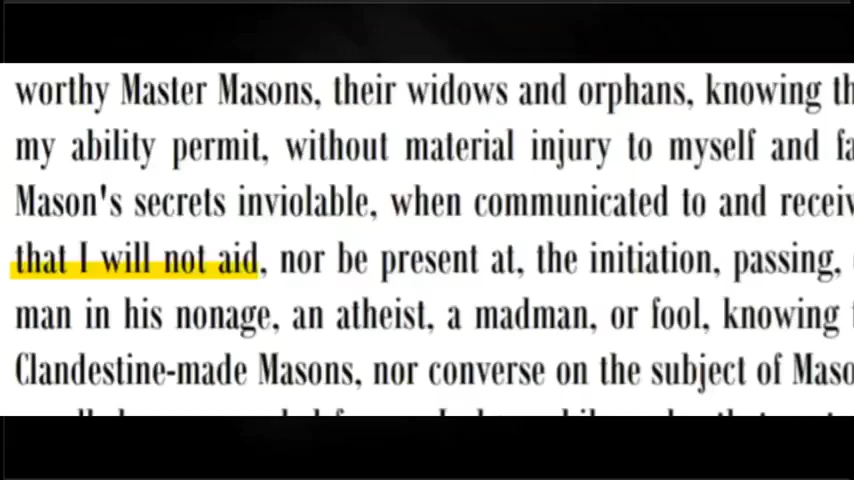 worthy Master Masons, their widows and orphans, knowing
my ability permit, without material injury to myself and
Mason's secrets inviolable, when communicated to and
that I will not aid, nor be present at, the initiation, passing,
man in his nonage, an atheist, a madman, or fool, knowing
Clandestine-made Masons, nor converse on the subject of